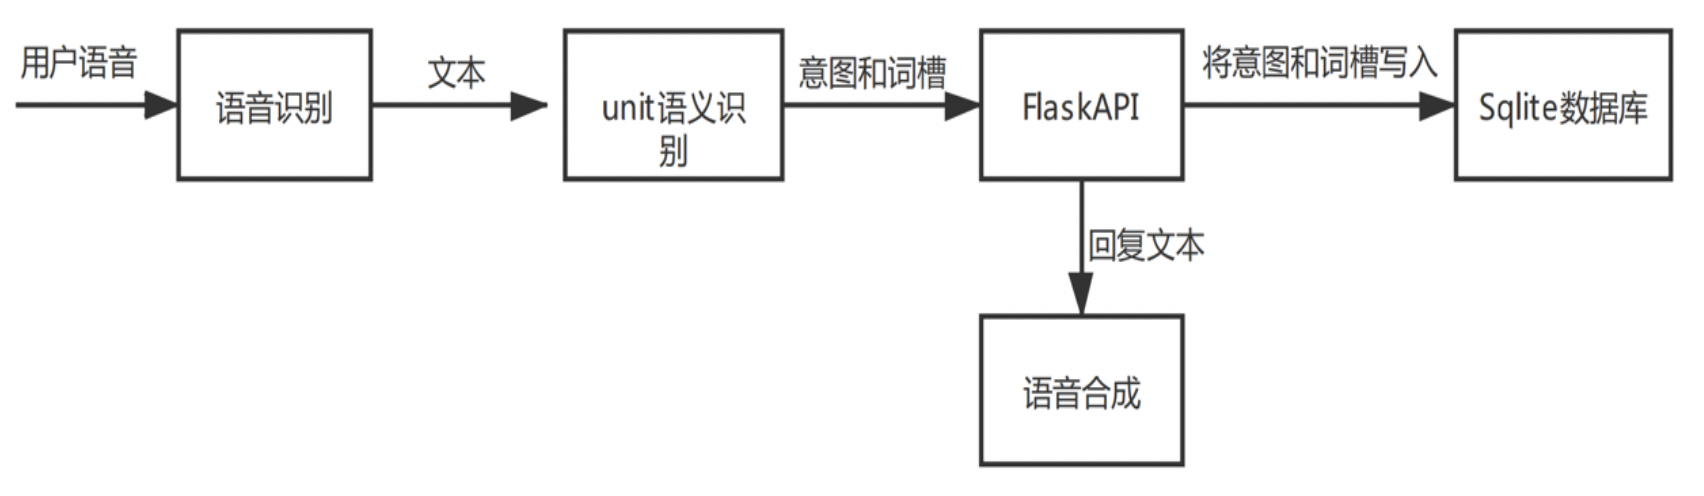 用户语音
语音识别
文本
unit语义识
别
意图和词槽
FlaskAPI
将意图和词槽写入
Sqlite数据库
回复文本
语音合成